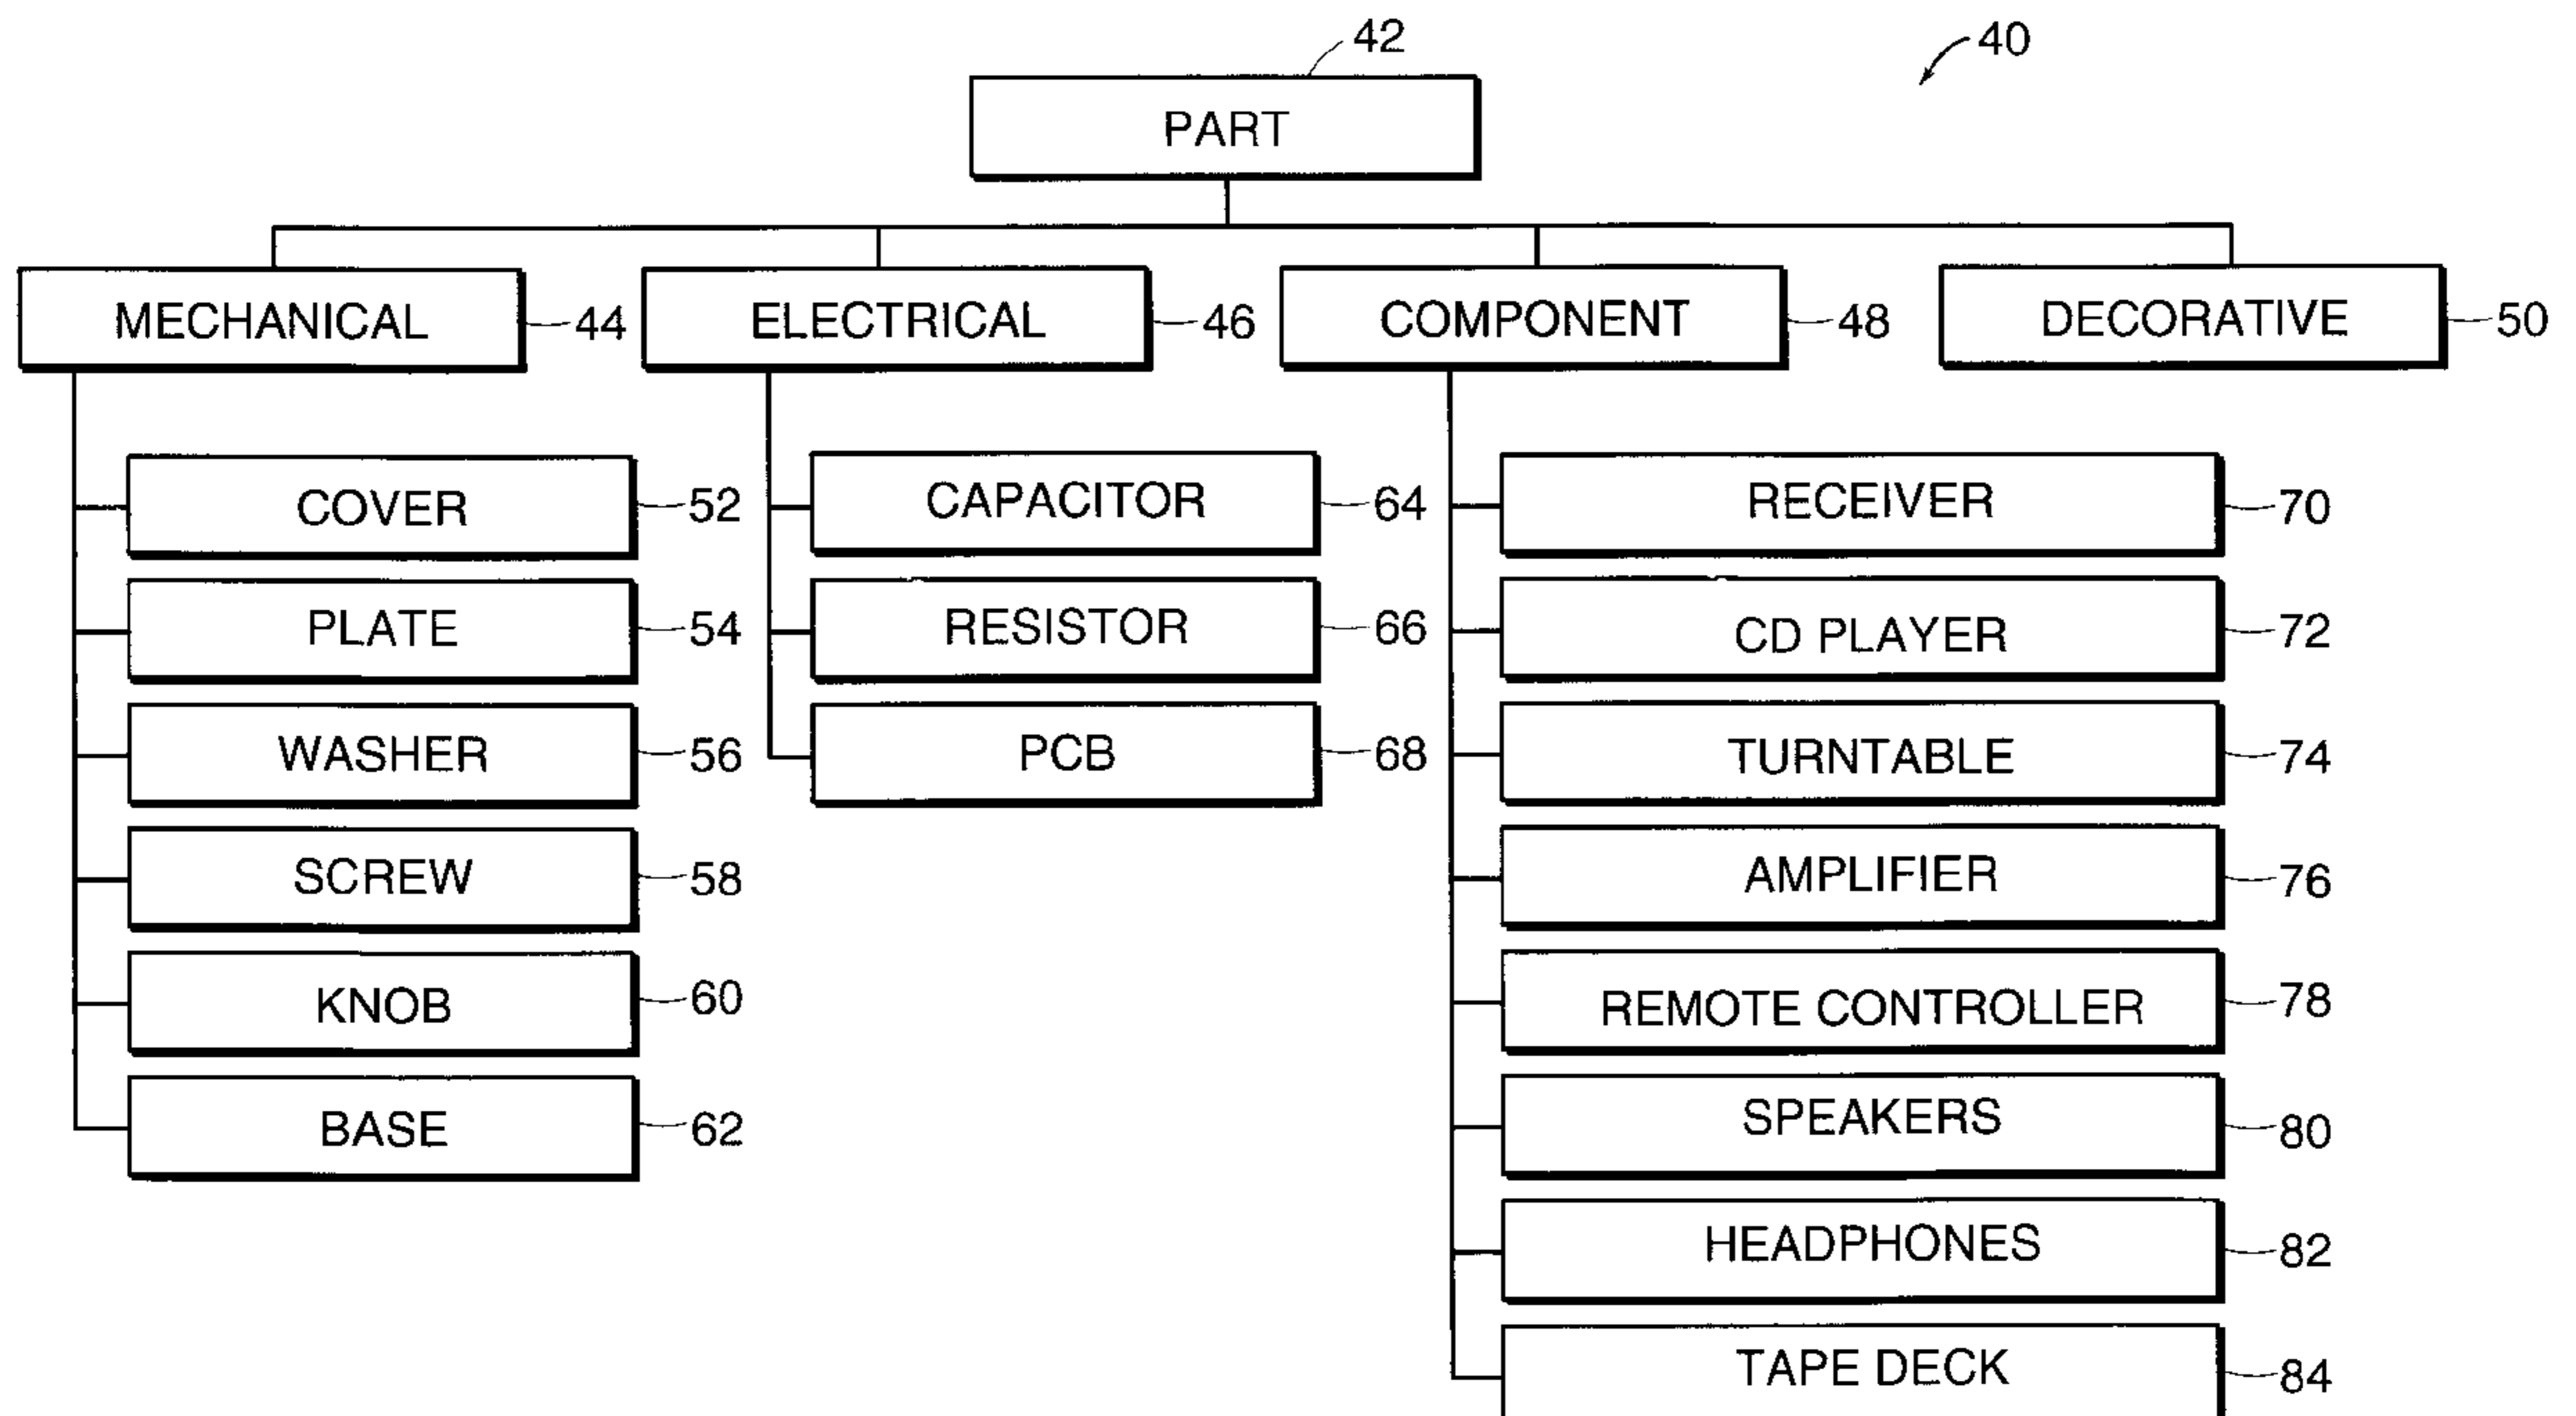 42
40
PART
MECHANICAL 44
ELECTRICAL 46
COMPONENT 48
DECORATIVE 50
COVER 52
PLATE 54
WASHER 56
SCREW 58
KNOB 60
BASE 62
CAPACITOR 64
RESISTOR 66
PCB 68
RECEIVER 70
CD PLAYER 72
TURNTABLE 74
AMPLIFIER 76
REMOTE CONTROLLER 78
SPEAKERS 80
HEADPHONES 82
TAPE DECK 84